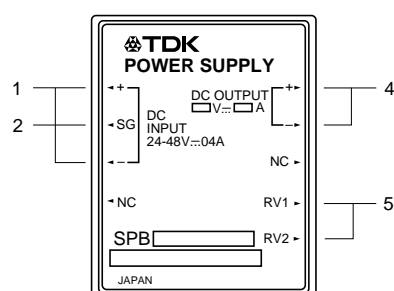 TDK
POWER SUPPLY
1
+
DC OUTPUT
V A
+
4
2
SG
DC
INPUT
24-48V 04A
–
–
NC
NC
RV1
5
SPB
RV2
JAPAN